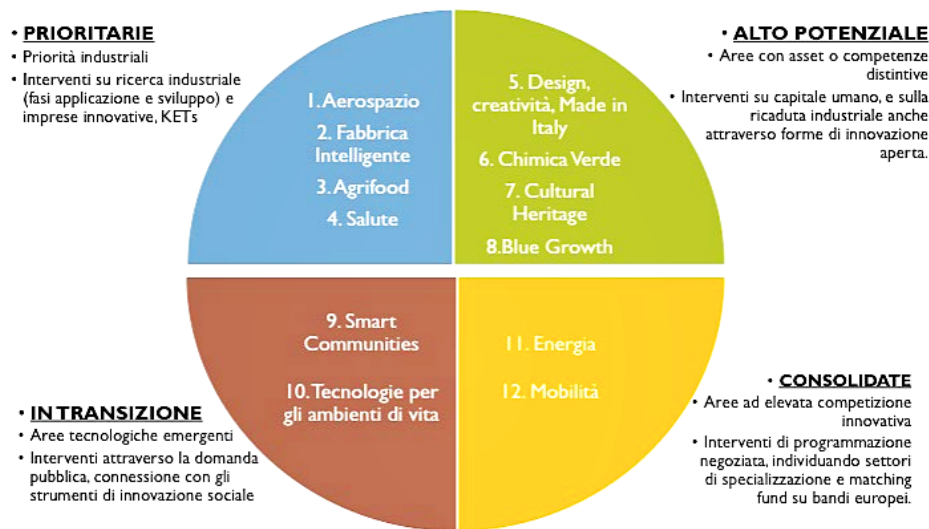 • PRIORITARIE
• Priorità industriali
• Interventi su ricerca industriale
(fasi applicazione e sviluppo) e
imprese innovative, KETs
1. Aerospazio
2. Fabbrica
Intelligente
3. Agrifood
4. Salute
5. Design,
creatività, Made in
Italy
6. Chimica Verde
7. Cultural
Heritage
8.Blue Growth
• ALTO POTENZIALE
• Aree con asset o competenze
distintive
• Interventi su capitale umano, e sulla
ricaduta industriale anche
attraverso forme di innovazione
aperta.
• IN TRANSIZIONE
• Aree tecnologiche emergenti
• Interventi attraverso la domanda
pubblica, connessione con gli
strumenti di innovazione sociale
9. Smart
Communities
10. Tecnologie per
gli ambienti di vita
11. Energia
12. Mobilità
• CONSOLIDATE
• Aree ad elevata competizione
innovativa
• Interventi di programmazione
negoziata, individuando settori
di specializzazione e matching
fund su bandi europei.